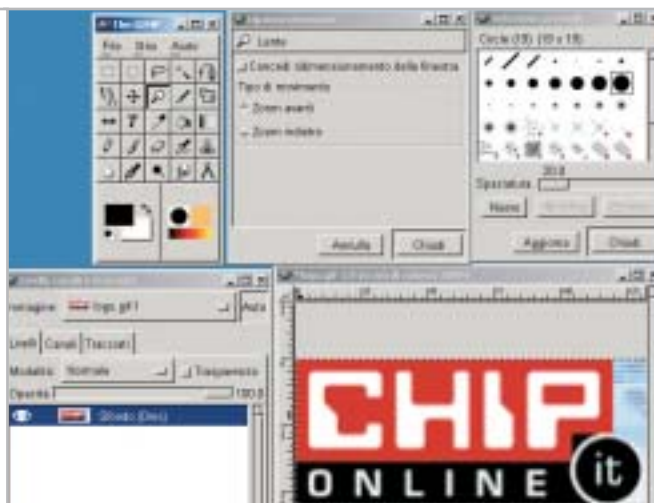 The GIMP
File Xtns Aiuto
Lente
Concedi ridimensionamento della finestra
Tipo di movimento
Zoom avanti
Zoom indietro
Annulla Chiudi
Circle (19) (19 x 19)
20.0
Spaziatura:
Nuovo
Aggiorna Chiudi
Immagine: logo.gif-1 Auto
Livelli Canali Tracciati
Modalità: Normale Trasparenza
Opacità: 100.0
Sfondo
CHIP
ONLINE it